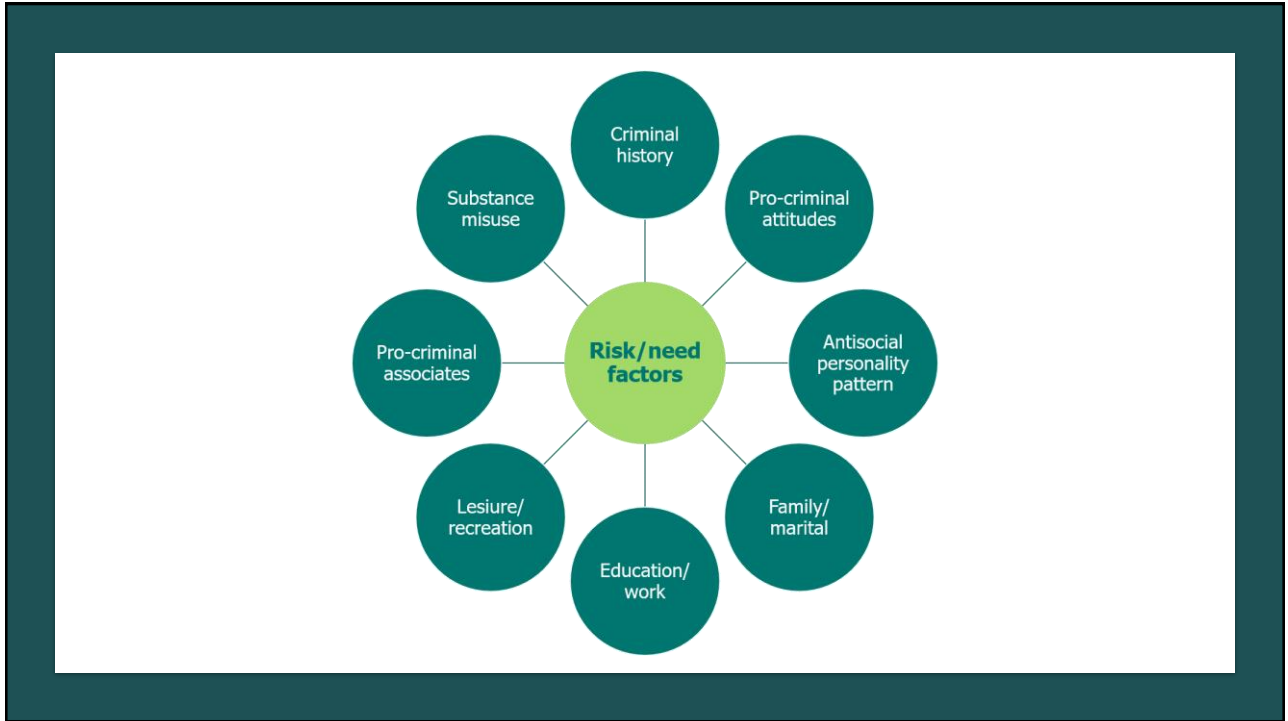 Criminal
history
Pro-criminal
attitudes
Antisocial
personality
pattern
Family/
marital
Education/
work
Lesiure/
recreation
Pro-criminal
associates
Substance
misuse
Risk/need
factors